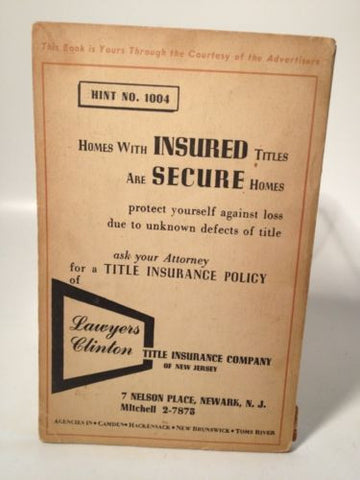 This Book is Yours Through the Courtesy of the Advertisers
HINT NO. 1004
HOMES WITH INSURED TITLES
ARE SECURE HOMES
protect yourself against loss
due to unknown defects of title
ask your Attorney
for a TITLE INSURANCE POLICY
of
Lawyers
Clinton
TITLE INSURANCE COMPANY
OF NEW JERSEY
7 NELSON PLACE, NEWARK, N. J.
MItchell 2-7875
AGENCIES IN • CAMDEN • HACKENSACK • NEW BRUNSWICK • TOMS RIVER